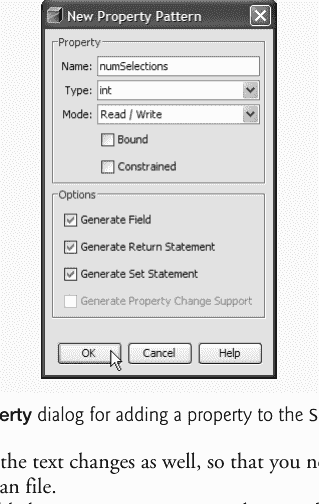 New Property Pattern
Property
Name: numSelections
Type: int
Mode: Read / Write
Bound
Constrained
Options
Generate Field
Generate Return Statement
Generate Set Statement
Generate Property Change Support
OK Cancel Help
erty dialog for adding a property to the S
the text changes as well, so that you n
an file.